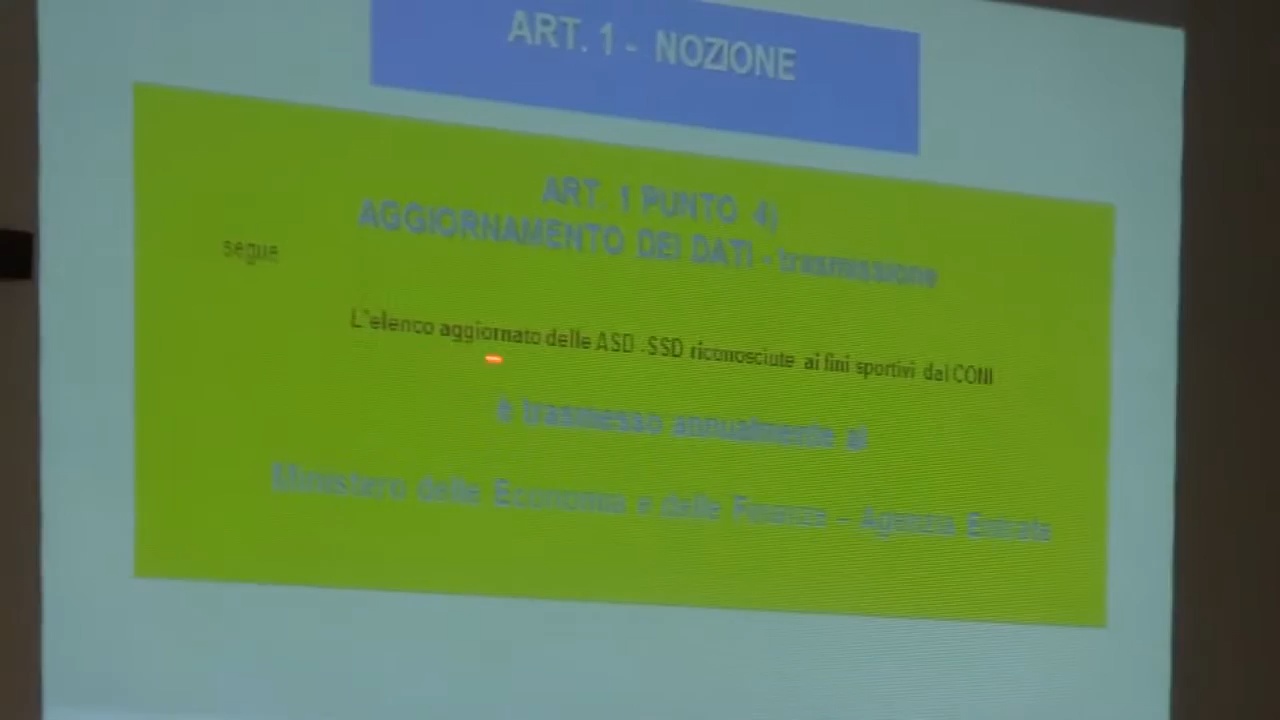 ART. 1 - NOZIONE
ART. 1 PUNTO 4)
AGGIORNAMENTO DEI DATI - trasmissione
segue
L'elenco aggiornato delle ASD -SSD riconosciute ai fini sportivi dal CONI
è trasmesso annualmente al
Ministero delle Economia e delle Finanze - Agenzia Entrate